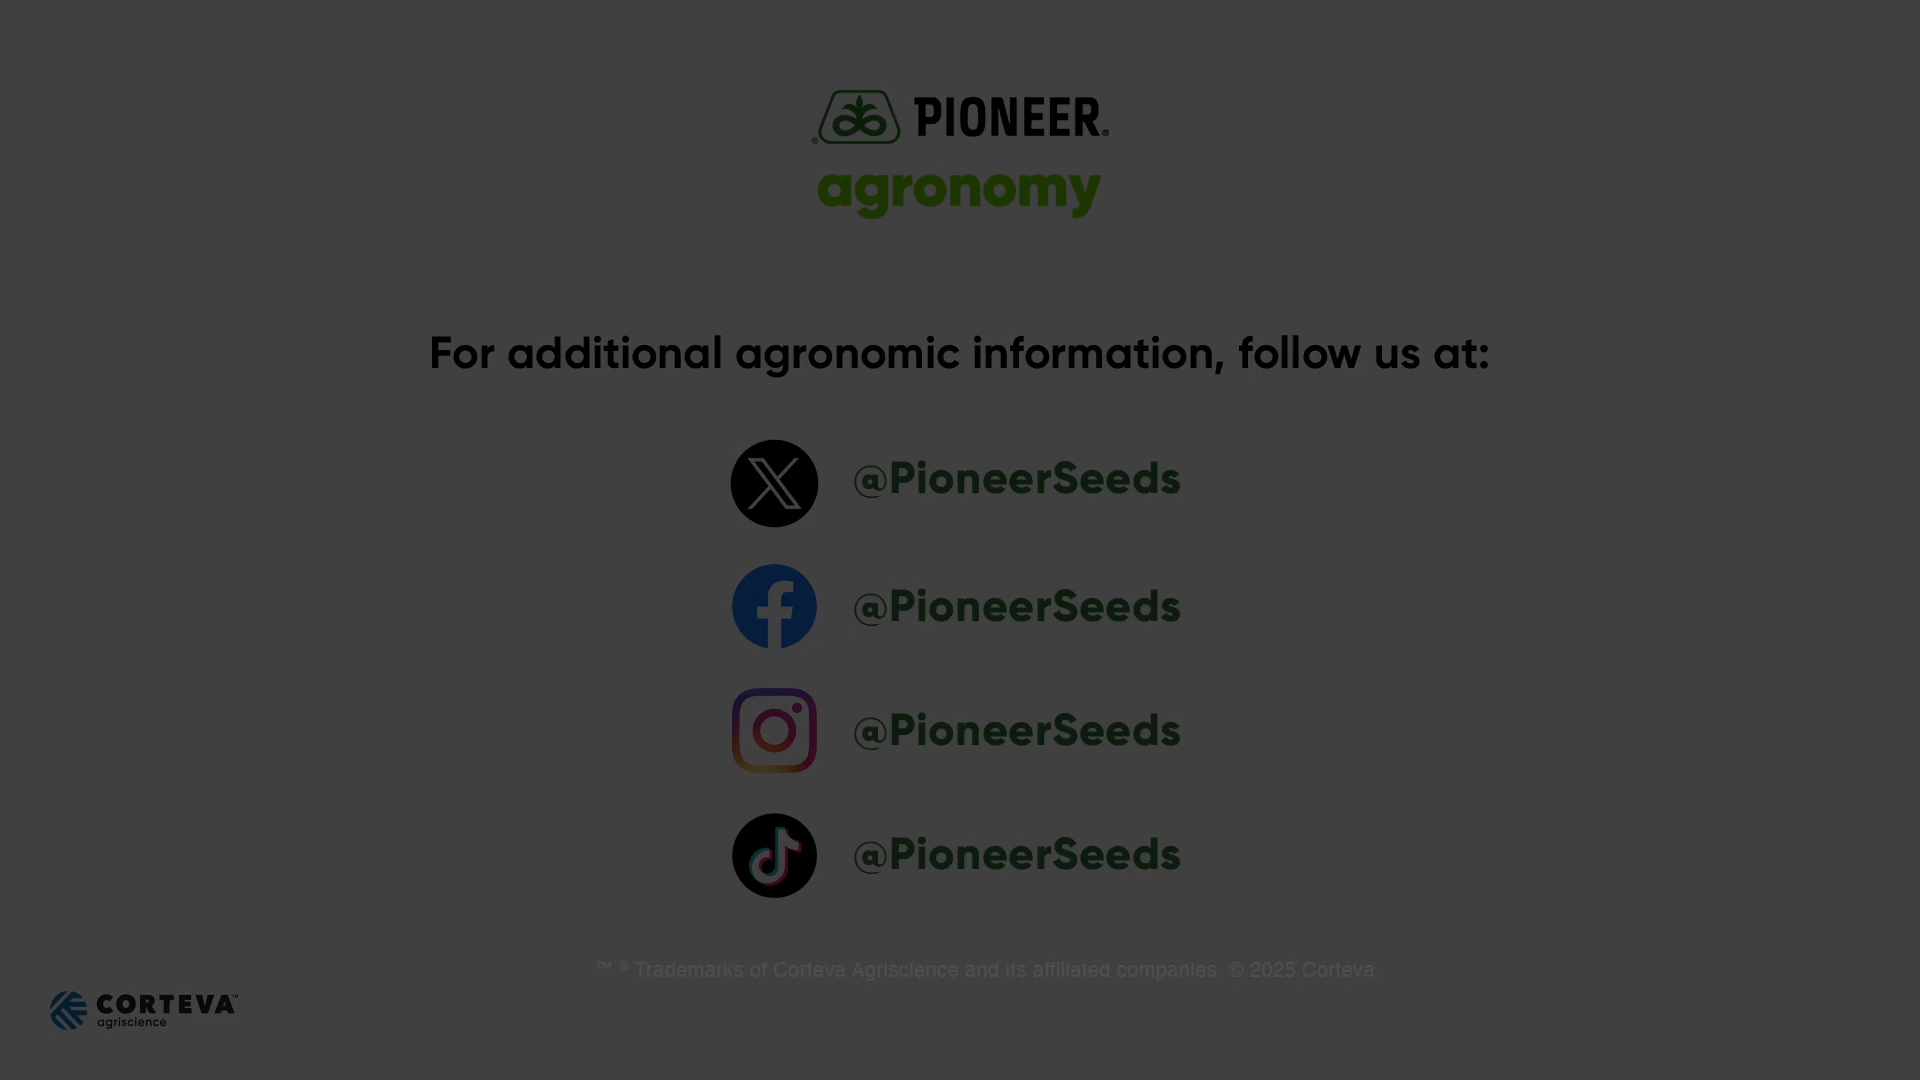 PIONEER®
agronomy
For additional agronomic information, follow us at:
@PioneerSeeds
@PioneerSeeds
@PioneerSeeds
@PioneerSeeds
™ ® Trademarks of Corteva Agriscience and its affiliated companies. © 2025 Corteva.
CORTEVA™
agriscience